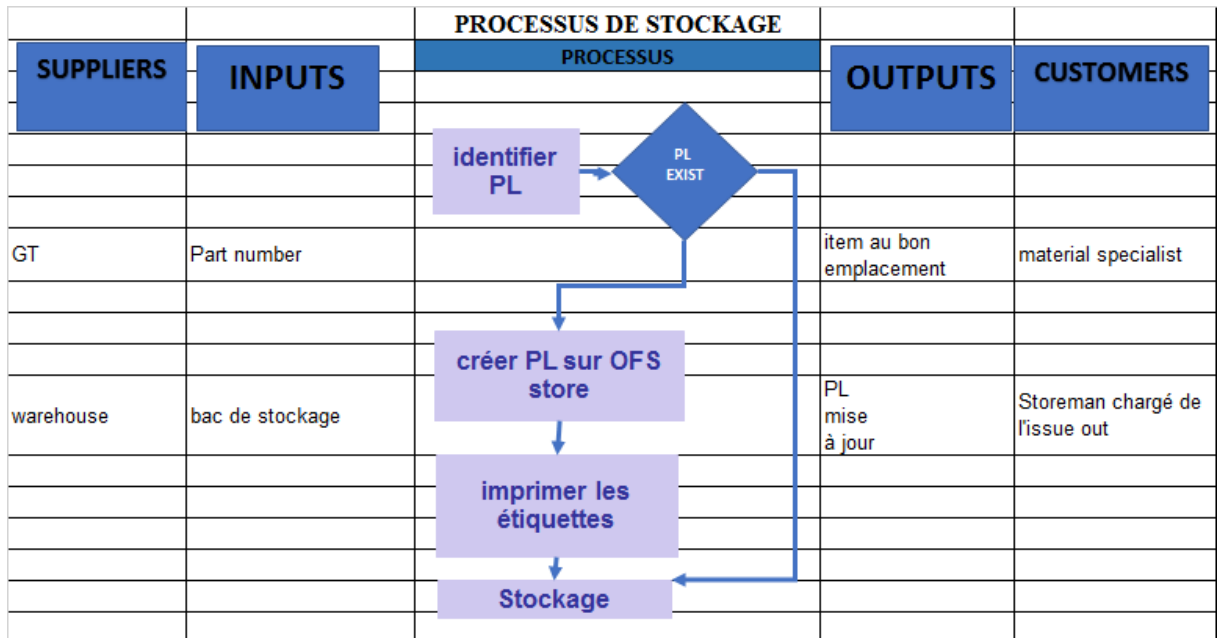 PROCESSUS DE STOCKAGE
SUPPLIERS
INPUTS
PROCESSUS
OUTPUTS
CUSTOMERS
identifier
PL
PL
EXIST
GT
Part number
item au bon
emplacement
material specialist
créer PL sur OFS
store
warehouse
bac de stockage
PL
mise
à jour
Storeman chargé de
l'issue out
imprimer les
étiquettes
Stockage